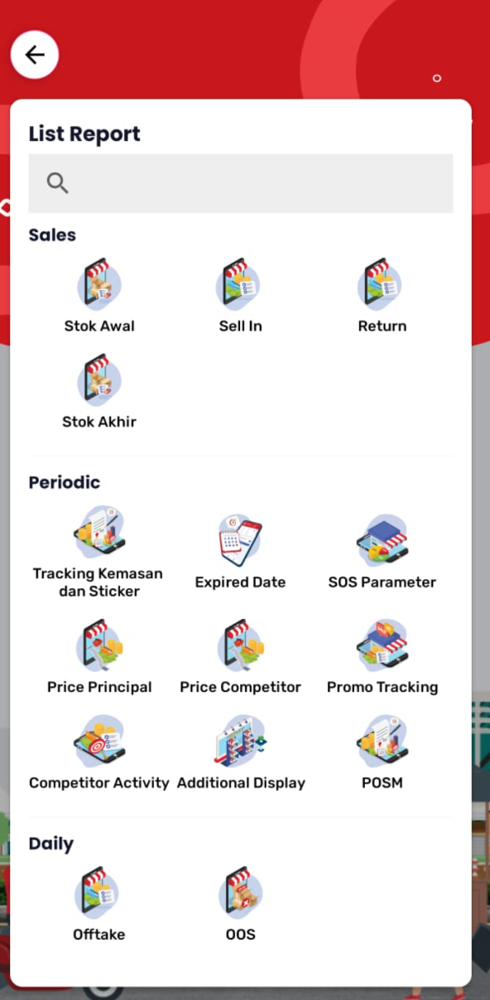 List Report
Sales
Stok Awal
Sell In
Return
Stok Akhir
Periodic
Tracking Kemasan
dan Sticker
Expired Date
SOS Parameter
Price Principal
Price Competitor
Promo Tracking
Competitor Activity
Additional Display
POSM
Daily
Offtake
OOS